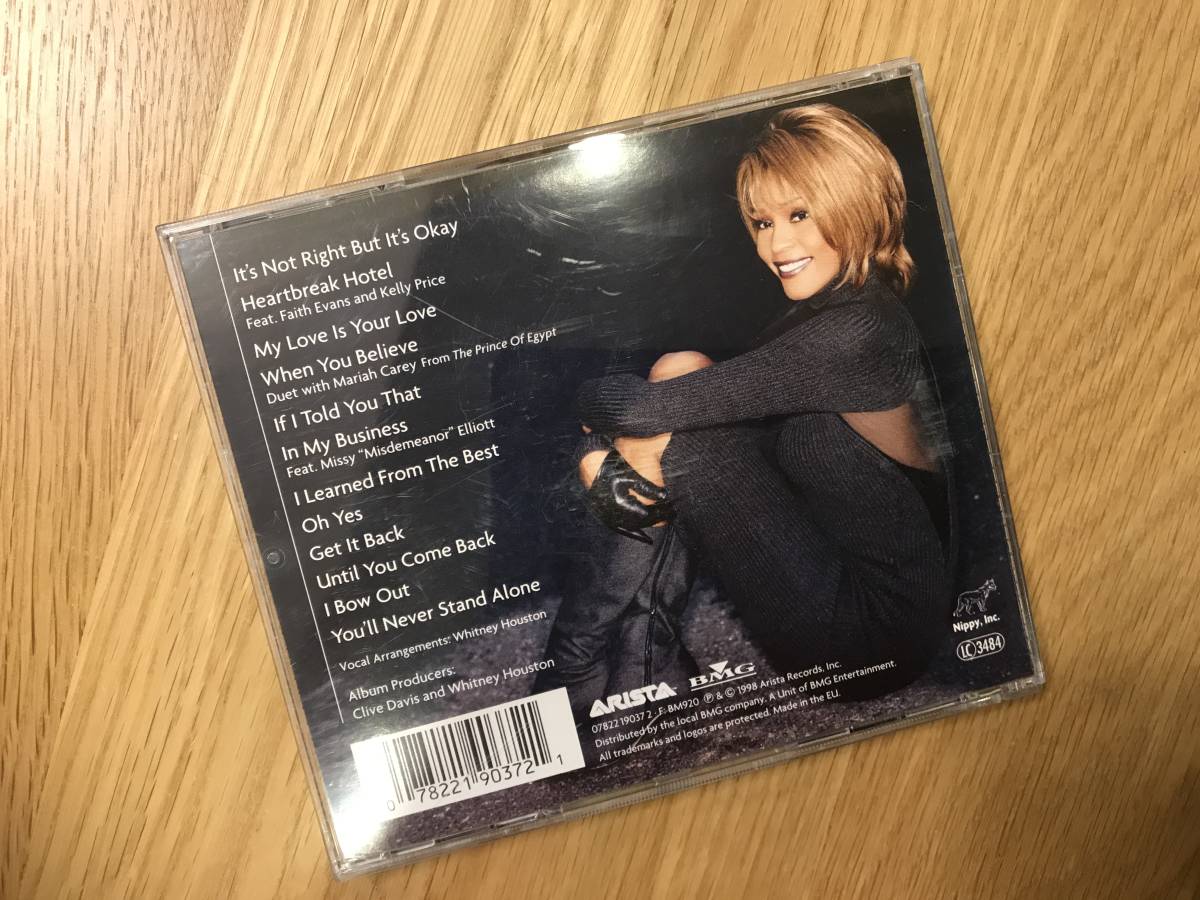 It's Not Right But It's Okay
Heartbreak Hotel
Feat. Faith Evans and Kelly Price
My Love Is Your Love
When You Believe
Duet with Mariah Carey From The Prince Of Egypt
If I Told You That
In My Business
Feat. Missy "Misdemeanor" Elliott
I Learned From The Best
Oh Yes
Get It Back
Until You Come Back
I Bow Out
You'll Never Stand Alone
Vocal Arrangements: Whitney Houston
Album Producers:
Clive Davis and Whitney Houston
0 78221 90372 1
ARISTA BMG
07822 19037 2 · F: BM920 ℗ & © 1998 Arista Records, Inc.
Distributed by the local BMG company. A Unit of BMG Entertainment.
All trademarks and logos are protected. Made in the EU.
Nippy, Inc.
LC 3484